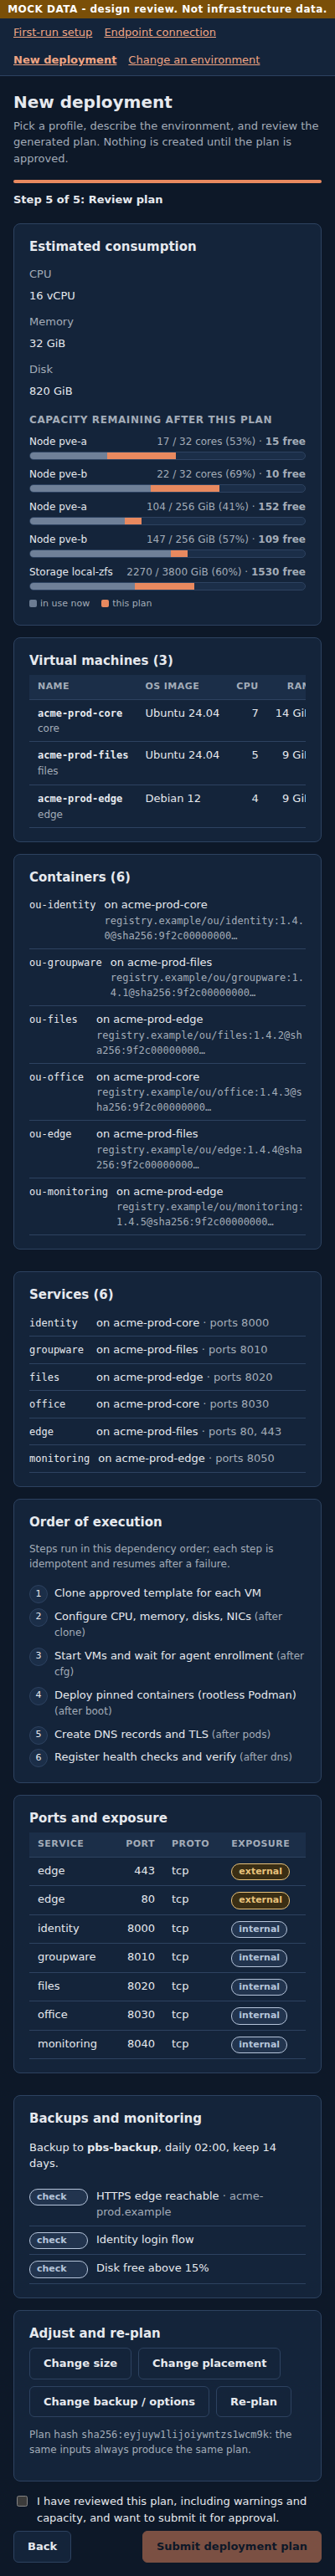 MOCK DATA - design review. Not infrastructure data.
First-run setup Endpoint connection
New deployment Change an environment
New deployment
Pick a profile, describe the environment, and review the
generated plan. Nothing is created until the plan is
approved.
Step 5 of 5: Review plan
Estimated consumption
CPU
16 vCPU
Memory
32 GiB
Disk
820 GiB
CAPACITY REMAINING AFTER THIS PLAN
Node pve-a 17 / 32 cores (53%) · 15 free
Node pve-b 22 / 32 cores (69%) · 10 free
Node pve-a 104 / 256 GiB (41%) · 152 free
Node pve-b 147 / 256 GiB (57%) · 109 free
Storage local-zfs 2270 / 3800 GiB (60%) · 1530 free
in use now this plan
Virtual machines (3)
NAME OS IMAGE CPU RAM
acme-prod-core Ubuntu 24.04 7 14 GiB
core
acme-prod-files Ubuntu 24.04 5 9 GiB
files
acme-prod-edge Debian 12 4 9 GiB
edge
Containers (6)
ou-identity on acme-prod-core
registry.example/ou/identity:1.4.
0@sha256:9f2c00000000…
ou-groupware on acme-prod-files
registry.example/ou/groupware:1.
4.1@sha256:9f2c00000000…
ou-files on acme-prod-edge
registry.example/ou/files:1.4.2@sh
a256:9f2c00000000…
ou-office on acme-prod-core
registry.example/ou/office:1.4.3@s
ha256:9f2c00000000…
ou-edge on acme-prod-files
registry.example/ou/edge:1.4.4@sha
256:9f2c00000000…
ou-monitoring on acme-prod-edge
registry.example/ou/monitoring:
1.4.5@sha256:9f2c00000000…
Services (6)
identity on acme-prod-core · ports 8000
groupware on acme-prod-files · ports 8010
files on acme-prod-edge · ports 8020
office on acme-prod-core · ports 8030
edge on acme-prod-files · ports 80, 443
monitoring on acme-prod-edge · ports 8050
Order of execution
Steps run in this dependency order; each step is
idempotent and resumes after a failure.
1 Clone approved template for each VM
2 Configure CPU, memory, disks, NICs (after
clone)
3 Start VMs and wait for agent enrollment (after
cfg)
4 Deploy pinned containers (rootless Podman)
(after boot)
5 Create DNS records and TLS (after pods)
6 Register health checks and verify (after dns)
Ports and exposure
SERVICE PORT PROTO EXPOSURE
edge 443 tcp external
edge 80 tcp external
identity 8000 tcp internal
groupware 8010 tcp internal
files 8020 tcp internal
office 8030 tcp internal
monitoring 8040 tcp internal
Backups and monitoring
Backup to pbs-backup, daily 02:00, keep 14
days.
check HTTPS edge reachable · acme-
prod.example
check Identity login flow
check Disk free above 15%
Adjust and re-plan
Change size Change placement
Change backup / options Re-plan
Plan hash sha256:eyjuyw1lijoiywntzs1wcm9k: the
same inputs always produce the same plan.
I have reviewed this plan, including warnings and
capacity, and want to submit it for approval.
Back Submit deployment plan